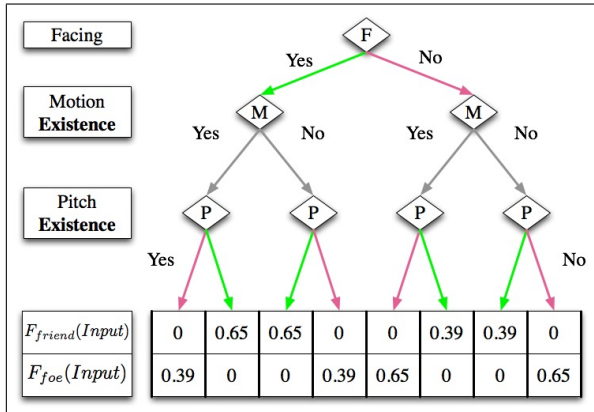 Facing
F
Yes
No
Motion
Existence
M
M
Yes
No
Yes
No
Pitch
Existence
P
P
P
P
Yes
No
F_friend(Input) 0 0.65 0.65 0 0 0.39 0.39 0
F_foe(Input) 0.39 0 0 0.39 0.65 0 0 0.65